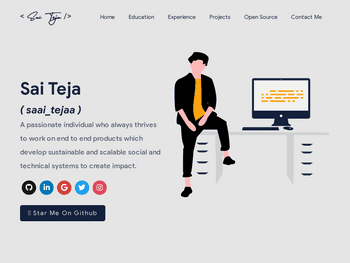 < Sai Teja />
Home Education Experience Projects Open Source Contact Me
Sai Teja
( saai_tejaa )
A passionate individual who always thrives
to work on end to end products which
develop sustainable and scalable social and
technical systems to create impact.
Star Me On Github